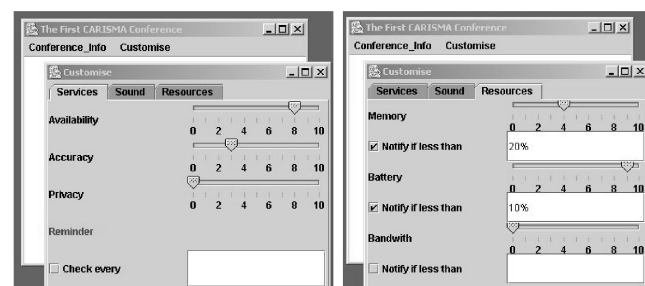 The First CARISMA Conference
Conference_Info Customise
Customise
Services Sound Resources
Availability
0 2 4 6 8 10
Accuracy
0 2 4 6 8 10
Privacy
0 2 4 6 8 10
Reminder
Check every
The First CARISMA Conference
Conference_Info Customise
Customise
Services Sound Resources
Memory
0 2 4 6 8 10
Notify if less than 20%
Battery
0 2 4 6 8 10
Notify if less than 10%
Bandwith
0 2 4 6 8 10
Notify if less than